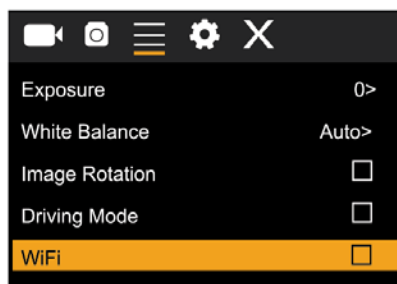 Exposure 0>
White Balance Auto>
Image Rotation
Driving Mode
WiFi